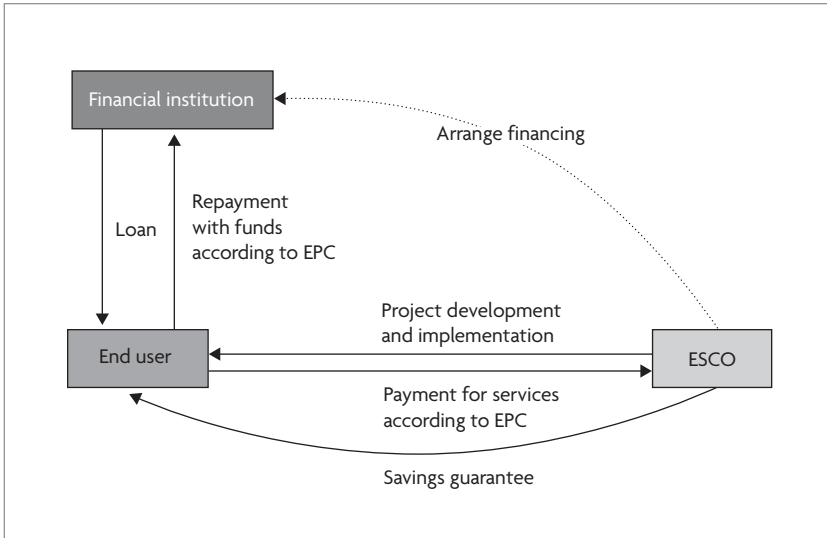 Financial institution
Arrange financing
Loan
Repayment
with funds
according to EPC
Project development
and implementation
End user
ESCO
Payment for services
according to EPC
Savings guarantee